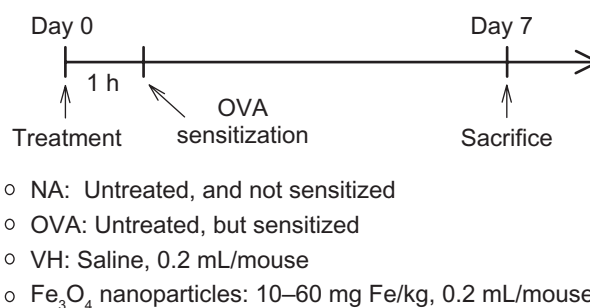 Day 0 Day 7
1 h
OVA
sensitization
Treatment Sacrifice
○ NA: Untreated, and not sensitized
○ OVA: Untreated, but sensitized
○ VH: Saline, 0.2 mL/mouse
○ Fe₃O₄ nanoparticles: 10–60 mg Fe/kg, 0.2 mL/mouse